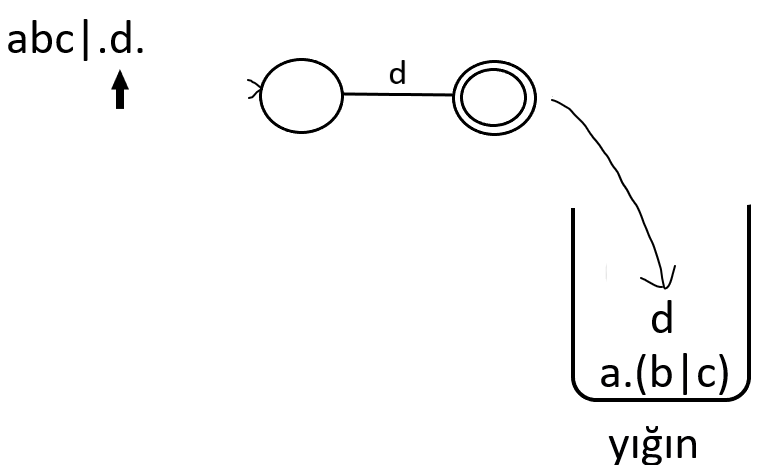 abc|.d.
d
d
a.(b|c)
yığın